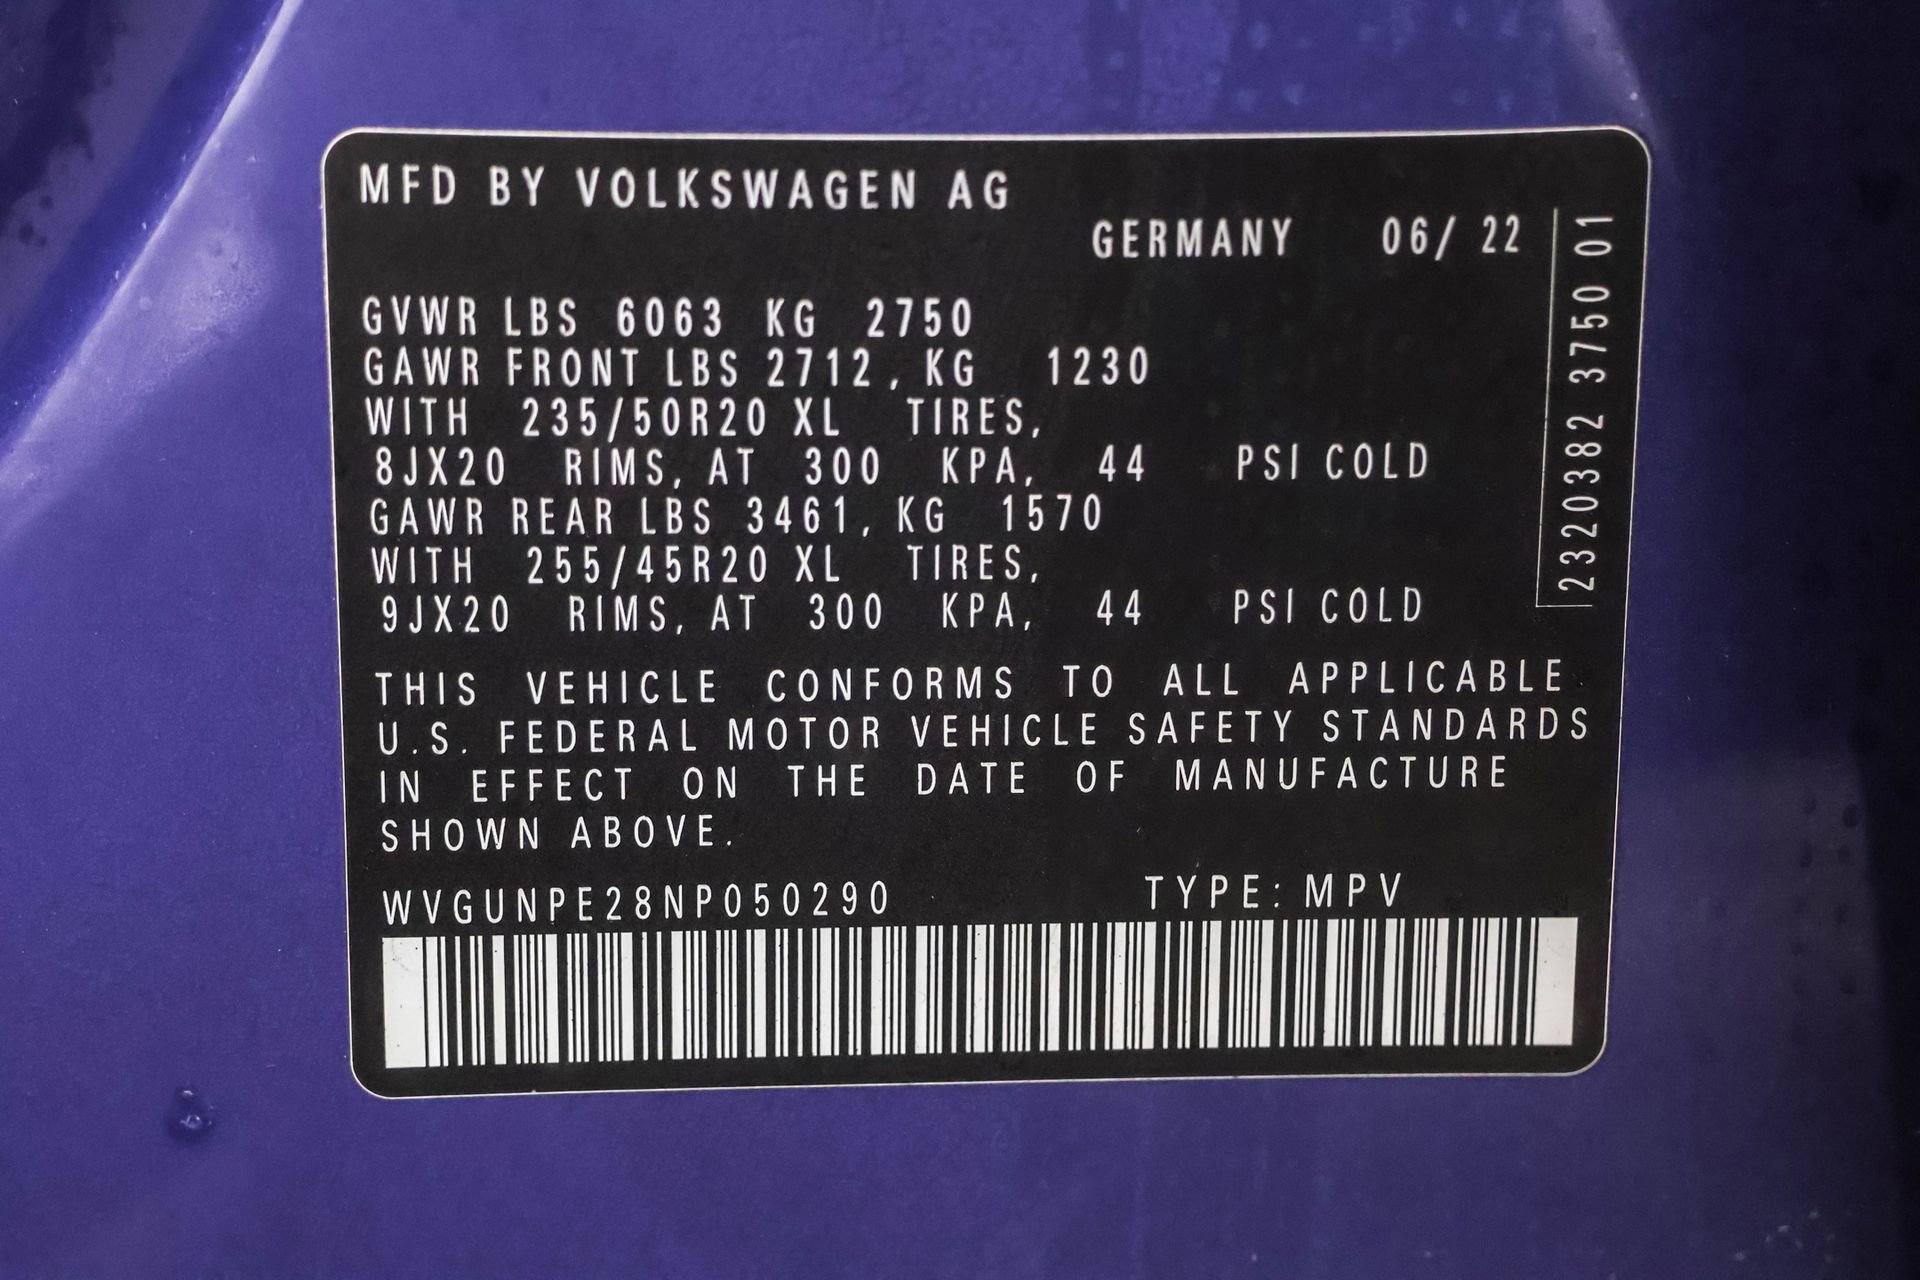 MFD BY VOLKSWAGEN AG
GERMANY 06/ 22
GVWR LBS 6063 KG 2750
GAWR FRONT LBS 2712, KG 1230
WITH 235/50R20 XL TIRES,
8JX20 RIMS, AT 300 KPA, 44 PSI COLD
GAWR REAR LBS 3461, KG 1570
WITH 255/45R20 XL TIRES,
9JX20 RIMS, AT 300 KPA, 44 PSI COLD
THIS VEHICLE CONFORMS TO ALL APPLICABLE
U.S. FEDERAL MOTOR VEHICLE SAFETY STANDARDS
IN EFFECT ON THE DATE OF MANUFACTURE
SHOWN ABOVE.
WVGUNPE28NP050290 TYPE: MPV
2320382 3750 01